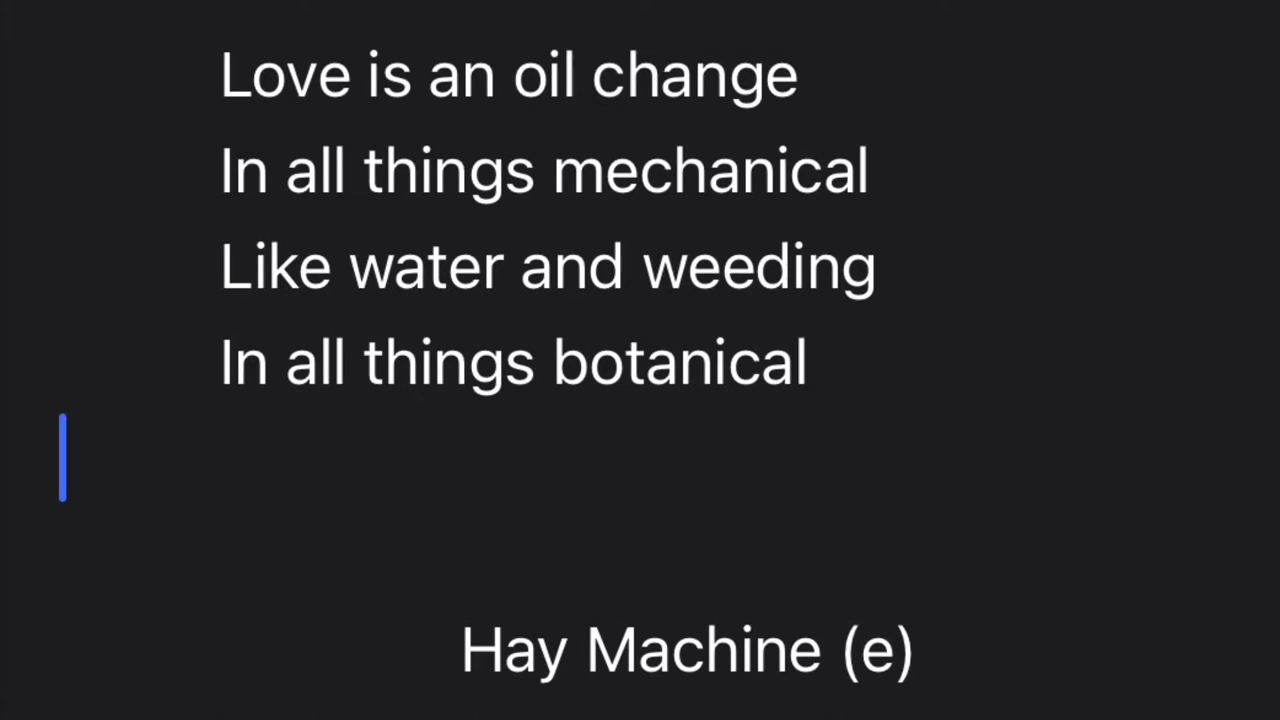 Love is an oil change
In all things mechanical
Like water and weeding
In all things botanical
Hay Machine (e)